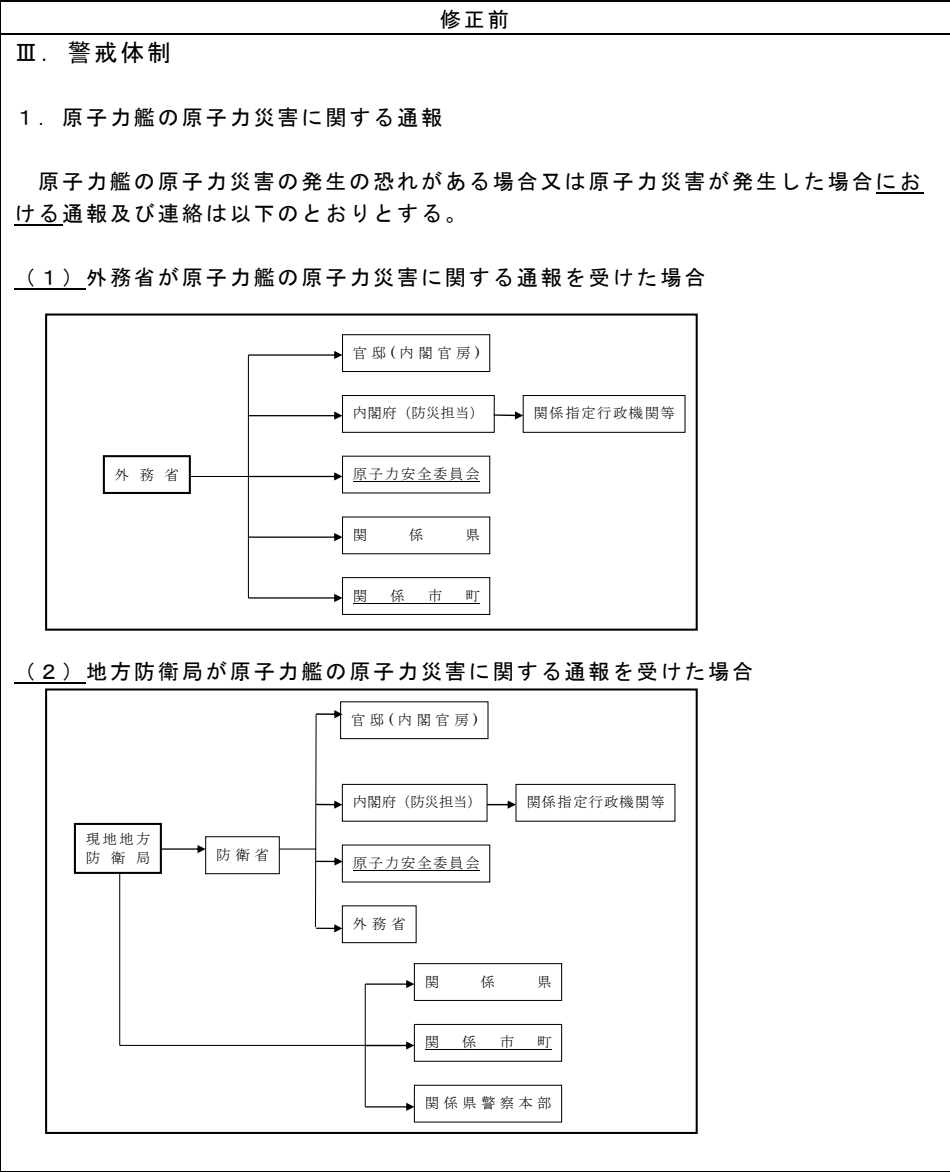 修正前
Ⅲ．警戒体制
１．原子力艦の原子力災害に関する通報
原子力艦の原子力災害の発生の恐れがある場合又は原子力災害が発生した場合にお
ける通報及び連絡は以下のとおりとする。
（１）外務省が原子力艦の原子力災害に関する通報を受けた場合
官邸(内閣官房)
内閣府（防災担当） 関係指定行政機関等
外務省 原子力安全委員会
関係県
関係市町
（２）地方防衛局が原子力艦の原子力災害に関する通報を受けた場合
官邸(内閣官房)
内閣府（防災担当） 関係指定行政機関等
現地地方
防衛局
防衛省
原子力安全委員会
外務省
関係県
関係市町
関係県警察本部